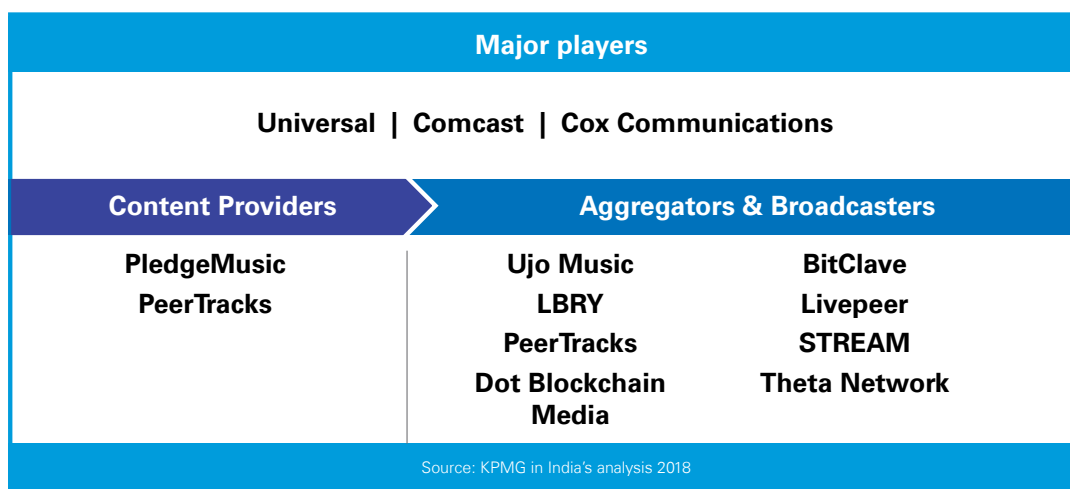 Major players
Universal | Comcast | Cox Communications
Content Providers
Aggregators & Broadcasters
PledgeMusic
PeerTracks
Ujo Music
LBRY
PeerTracks
Dot Blockchain
Media
BitClave
Livepeer
STREAM
Theta Network
Source: KPMG in India's analysis 2018